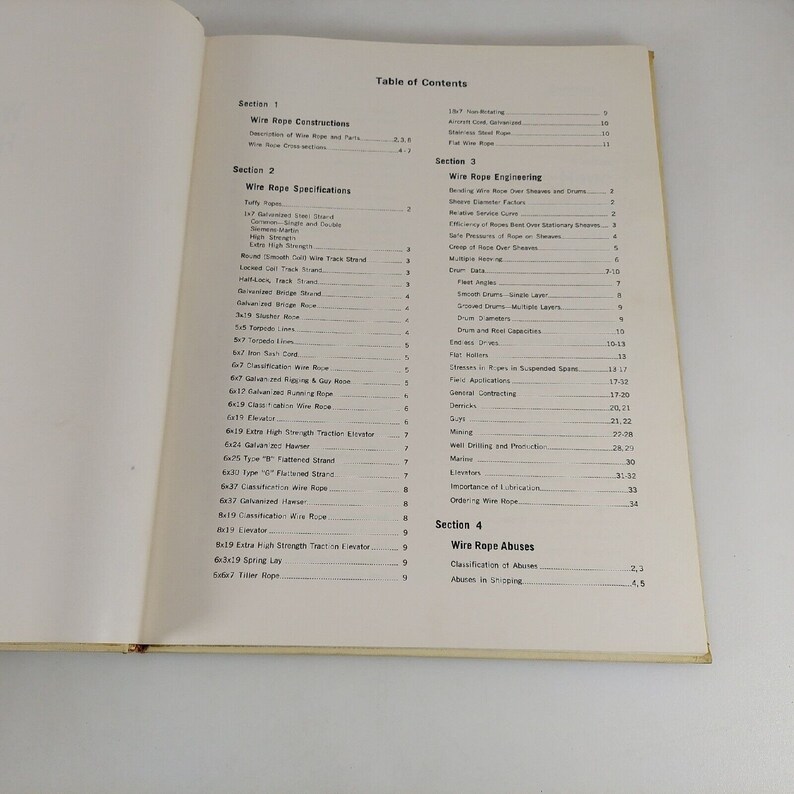 Table of Contents
Section 1
Wire Rope Constructions
Description of Wire Rope and Parts 2, 3, 8
Wire Rope Cross-sections 4-7
Section 2
Wire Rope Specifications
Tuffy Ropes 2
1x7 Galvanized Steel Strand
Common—Single and Double
Siemens-Martin
High Strength
Extra High Strength 3
Round (Smooth Coil) Wire Track Strand 3
Locked Coil Track Strand 3
Half-Lock, Track Strand 3
Galvanized Bridge Strand 4
Galvanized Bridge Rope 4
3x19 Slusher Rope 4
5x5 Torpedo Lines 4
5x7 Torpedo Lines 5
6x7 Iron Sash Cord 5
6x7 Classification Wire Rope 5
6x7 Galvanized Rigging & Guy Rope 5
6x12 Galvanized Running Rope 6
6x19 Classification Wire Rope 6
6x19 Elevator 6
6x19 Extra High Strength Traction Elevator 7
6x24 Galvanized Hawser 7
6x25 Type "B" Flattened Strand 7
6x30 Type "G" Flattened Strand 7
6x37 Classification Wire Rope 8
6x37 Galvanized Hawser 8
8x19 Classification Wire Rope 8
8x19 Elevator 9
8x19 Extra High Strength Traction Elevator 9
6x3x19 Spring Lay 9
6x6x7 Tiller Rope 9
18x7 Non-Rotating 9
Aircraft Cord, Galvanized 10
Stainless Steel Rope 10
Flat Wire Rope 11
Section 3
Wire Rope Engineering
Bending Wire Rope Over Sheaves and Drums 2
Sheave Diameter Factors 2
Relative Service Curve 2
Efficiency of Ropes Bent Over Stationary Sheaves 3
Safe Pressures of Rope on Sheaves 4
Creep of Rope Over Sheaves 5
Multiple Reeving 6
Drum Data 7-10
Fleet Angles 7
Smooth Drums—Single Layer 8
Grooved Drums—Multiple Layers 9
Drum Diameters 9
Drum and Reel Capacities 10
Endless Drives 10-13
Flat Rollers 13
Stresses in Ropes in Suspended Spans 13-17
Field Applications 17-32
General Contracting 17-20
Derricks 20, 21
Guys 21, 22
Mining 22-28
Well Drilling and Production 28, 29
Marine 30
Elevators 31-32
Importance of Lubrication 33
Ordering Wire Rope 34
Section 4
Wire Rope Abuses
Classification of Abuses 2, 3
Abuses in Shipping 4, 5